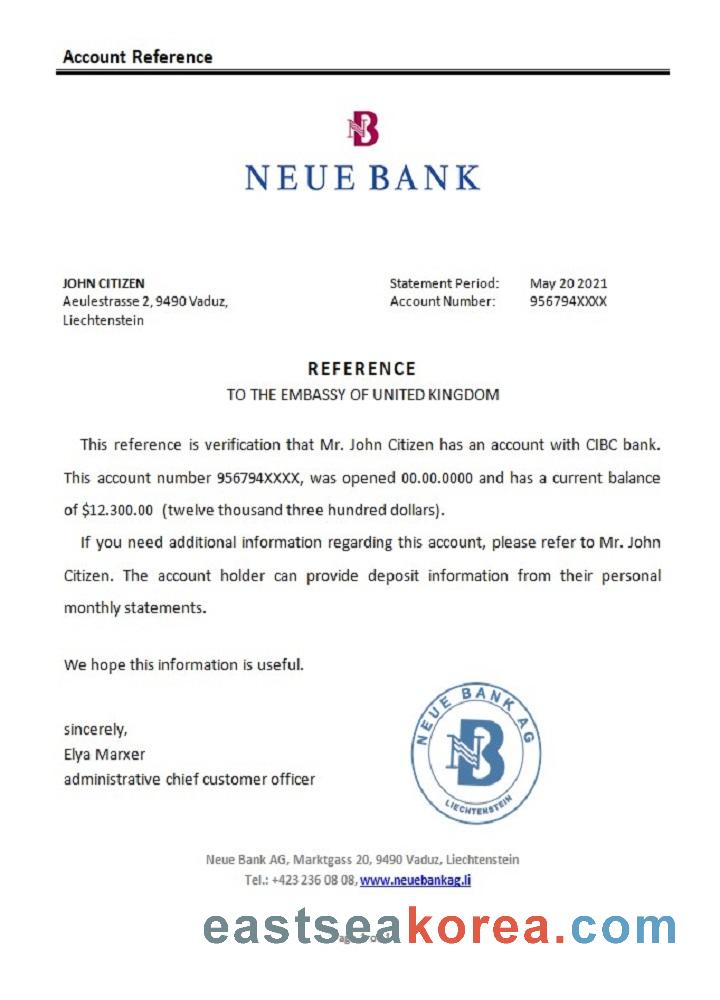 Account Reference
NB
NEUE BANK
JOHN CITIZEN
Aeulestrasse 2, 9490 Vaduz,
Liechtenstein
Statement Period: May 20 2021
Account Number: 956794XXXX
REFERENCE
TO THE EMBASSY OF UNITED KINGDOM
This reference is verification that Mr. John Citizen has an account with CIBC bank.
This account number 956794XXXX, was opened 00.00.0000 and has a current balance
of $12.300.00 (twelve thousand three hundred dollars).
If you need additional information regarding this account, please refer to Mr. John
Citizen. The account holder can provide deposit information from their personal
monthly statements.
We hope this information is useful.
sincerely,
Elya Marxer
administrative chief customer officer
NEUE BANK AG
NB
LIECHTENSTEIN
Neue Bank AG, Marktgass 20, 9490 Vaduz, Liechtenstein
Tel.: +423 236 08 08, www.neuebankag.li
eastseakorea.com